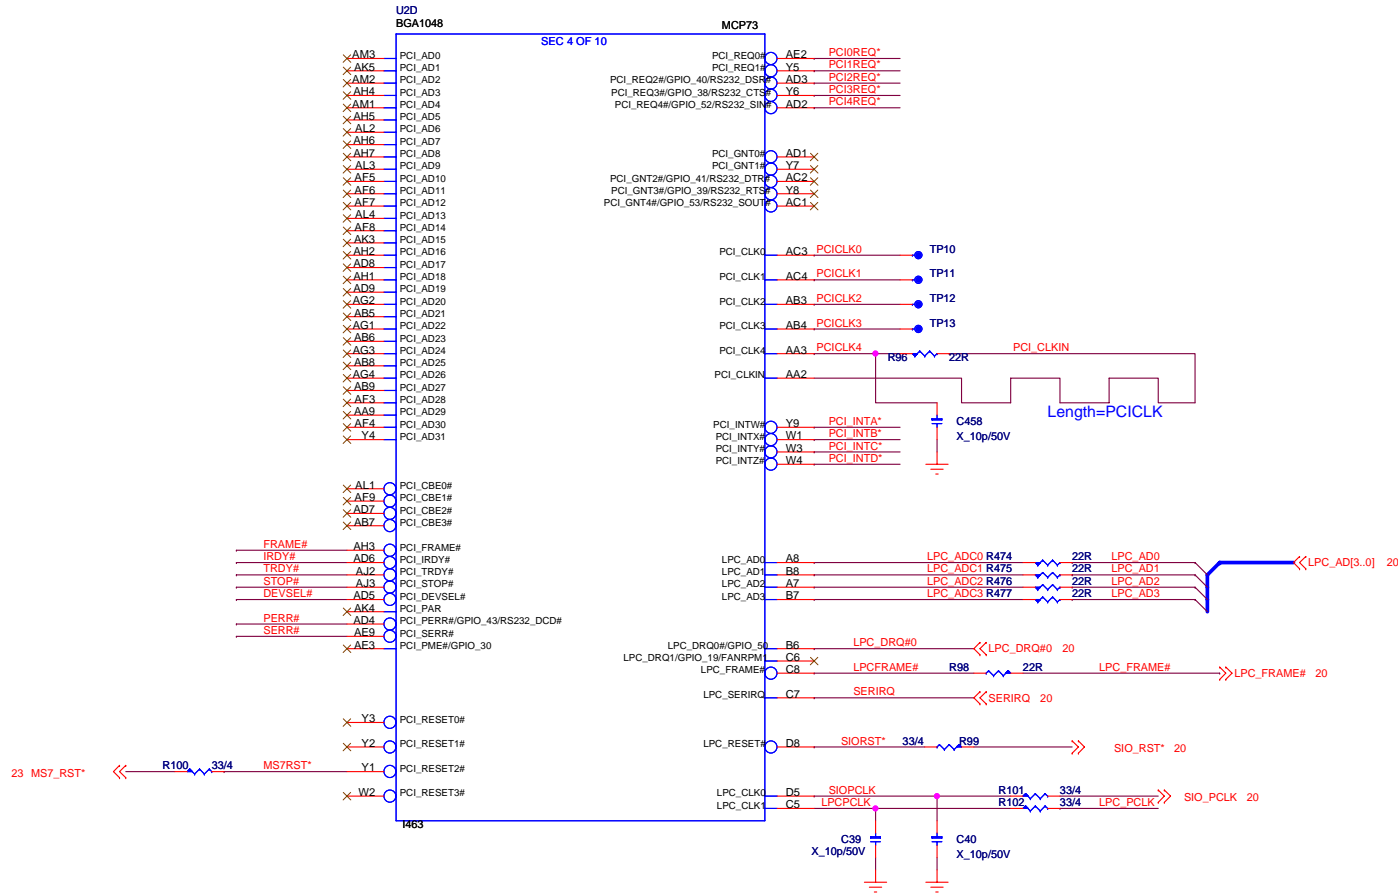 U2D
BGA1048
MCP73
SEC 4 OF 10
AM3 PCI_AD0
AK5 PCI_AD1
AM2 PCI_AD2
AH4 PCI_AD3
AM1 PCI_AD4
AH5 PCI_AD5
AL2 PCI_AD6
AH6 PCI_AD7
AH7 PCI_AD8
AL3 PCI_AD9
AF5 PCI_AD10
AF6 PCI_AD11
AF7 PCI_AD12
AL4 PCI_AD13
AF8 PCI_AD14
AK3 PCI_AD15
AH2 PCI_AD16
AD8 PCI_AD17
AH1 PCI_AD18
AD9 PCI_AD19
AG2 PCI_AD20
AB5 PCI_AD21
AG1 PCI_AD22
AB6 PCI_AD23
AG3 PCI_AD24
AB8 PCI_AD25
AG4 PCI_AD26
AB9 PCI_AD27
AF3 PCI_AD28
AA9 PCI_AD29
AF4 PCI_AD30
Y4 PCI_AD31
AL1 PCI_CBE0#
AF9 PCI_CBE1#
AD7 PCI_CBE2#
AB7 PCI_CBE3#
FRAME# AH3 PCI_FRAME#
IRDY# AD6 PCI_IRDY#
TRDY# AJ2 PCI_TRDY#
STOP# AJ3 PCI_STOP#
DEVSEL# AD5 PCI_DEVSEL#
AK4 PCI_PAR
PERR# AD4 PCI_PERR#/GPIO_43/RS232_DCD#
SERR# AE9 PCI_SERR#
AE3 PCI_PME#/GPIO_30
Y3 PCI_RESET0#
Y2 PCI_RESET1#
23 MS7_RST* R100 33/4 MS7RST* Y1 PCI_RESET2#
W2 PCI_RESET3#
I463
PCI_REQ0# AE2 PCI0REQ*
PCI_REQ1# Y5 PCI1REQ*
PCI_REQ2#/GPIO_40/RS232_DSR# AD3 PCI2REQ*
PCI_REQ3#/GPIO_38/RS232_CTS# Y6 PCI3REQ*
PCI_REQ4#/GPIO_52/RS232_SIN# AD2 PCI4REQ*
PCI_GNT0# AD1
PCI_GNT1# Y7
PCI_GNT2#/GPIO_41/RS232_DTR# AC2
PCI_GNT3#/GPIO_39/RS232_RTS# Y8
PCI_GNT4#/GPIO_53/RS232_SOUT# AC1
PCI_CLK0 AC3 PCICLK0 TP10
PCI_CLK1 AC4 PCICLK1 TP11
PCI_CLK2 AB3 PCICLK2 TP12
PCI_CLK3 AB4 PCICLK3 TP13
PCI_CLK4 AA3 PCICLK4 R96 22R PCI_CLKIN
PCI_CLKIN AA2
Length=PCICLK
C458
X_10p/50V
PCI_INTW# Y9 PCI_INTA*
PCI_INTX# W1 PCI_INTB*
PCI_INTY# W3 PCI_INTC*
PCI_INTZ# W4 PCI_INTD*
LPC_AD0 A8 LPC_ADC0 R474 22R LPC_AD0 LPC_AD[3..0] 20
LPC_AD1 B8 LPC_ADC1 R475 22R LPC_AD1
LPC_AD2 A7 LPC_ADC2 R476 22R LPC_AD2
LPC_AD3 B7 LPC_ADC3 R477 22R LPC_AD3
LPC_DRQ0#/GPIO_50 B6 LPC_DRQ#0 LPC_DRQ#0 20
LPC_DRQ1/GPIO_19/FANRPM1 C6
LPC_FRAME# C8 LPCFRAME# R98 22R LPC_FRAME# LPC_FRAME# 20
LPC_SERIRQ C7 SERIRQ SERIRQ 20
LPC_RESET# D8 SIORST* 33/4 R99 SIO_RST* 20
LPC_CLK0 D5 SIOPCLK R101 33/4 SIO_PCLK 20
LPC_CLK1 C5 LPCPCLK R102 33/4 LPC_PCLK
C39 C40
X_10p/50V X_10p/50V